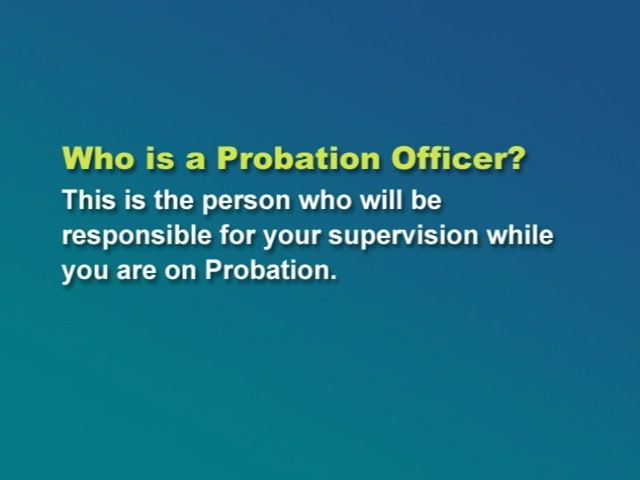 Who is a Probation Officer?
This is the person who will be
responsible for your supervision while
you are on Probation.